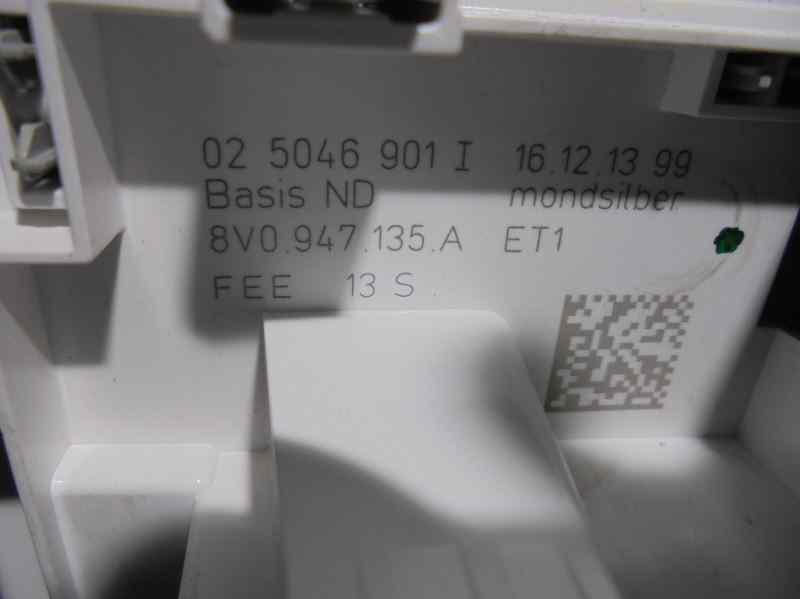 02 5046 901 I 16.12.13 99
Basis ND mondsilber
8V0.947.135.A ET1
FEE 13 S .